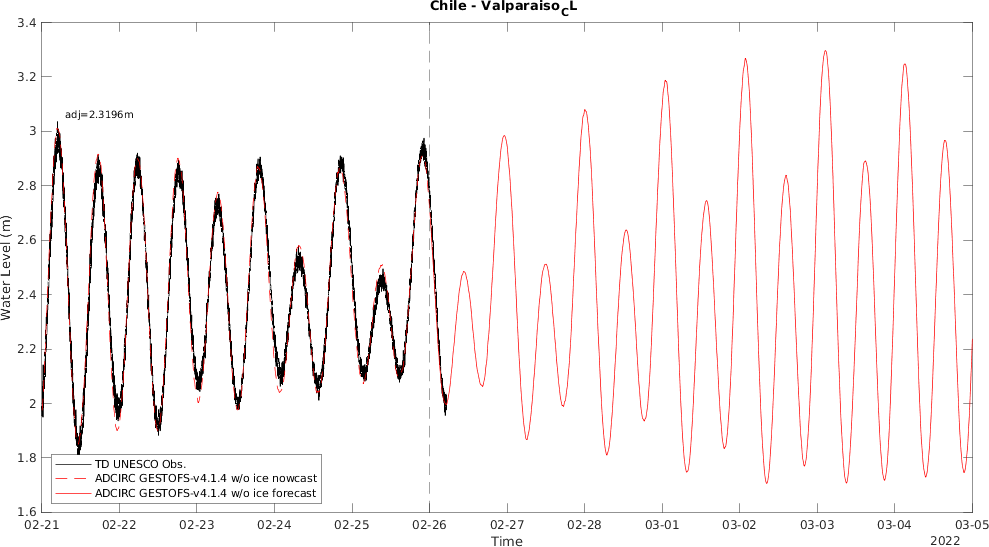 Chile - Valparaiso_CL
3.4
3.2
3
2.8
2.6
2.4
2.2
2
1.8
1.6
Water Level (m)
adj=2.3196m
TD UNESCO Obs.
ADCIRC GESTOFS-v4.1.4 w/o ice nowcast
ADCIRC GESTOFS-v4.1.4 w/o ice forecast
02-21 02-22 02-23 02-24 02-25 02-26 02-27 02-28 03-01 03-02 03-03 03-04 03-05
Time
2022